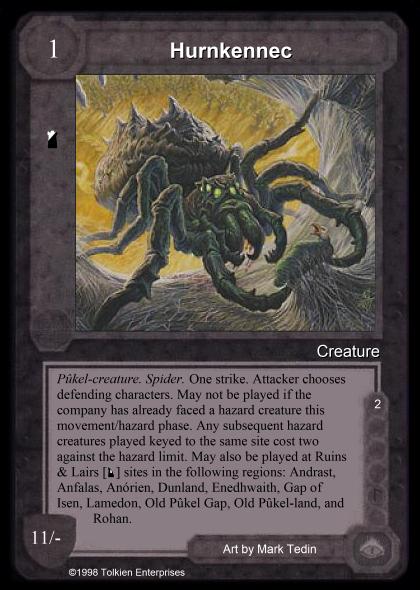 1
Hurnkennec
Creature
Pûkel-creature. Spider. One strike. Attacker chooses
defending characters. May not be played if the
company has already faced a hazard creature this
movement/hazard phase. Any subsequent hazard
creatures played keyed to the same site cost two
against the hazard limit. May also be played at Ruins
& Lairs [ ] sites in the following regions: Andrast,
Anfalas, Anórien, Dunland, Enedhwaith, Gap of
Isen, Lamedon, Old Pûkel Gap, Old Pûkel-land, and
Rohan.
2
11/-
Art by Mark Tedin
©1998 Tolkien Enterprises